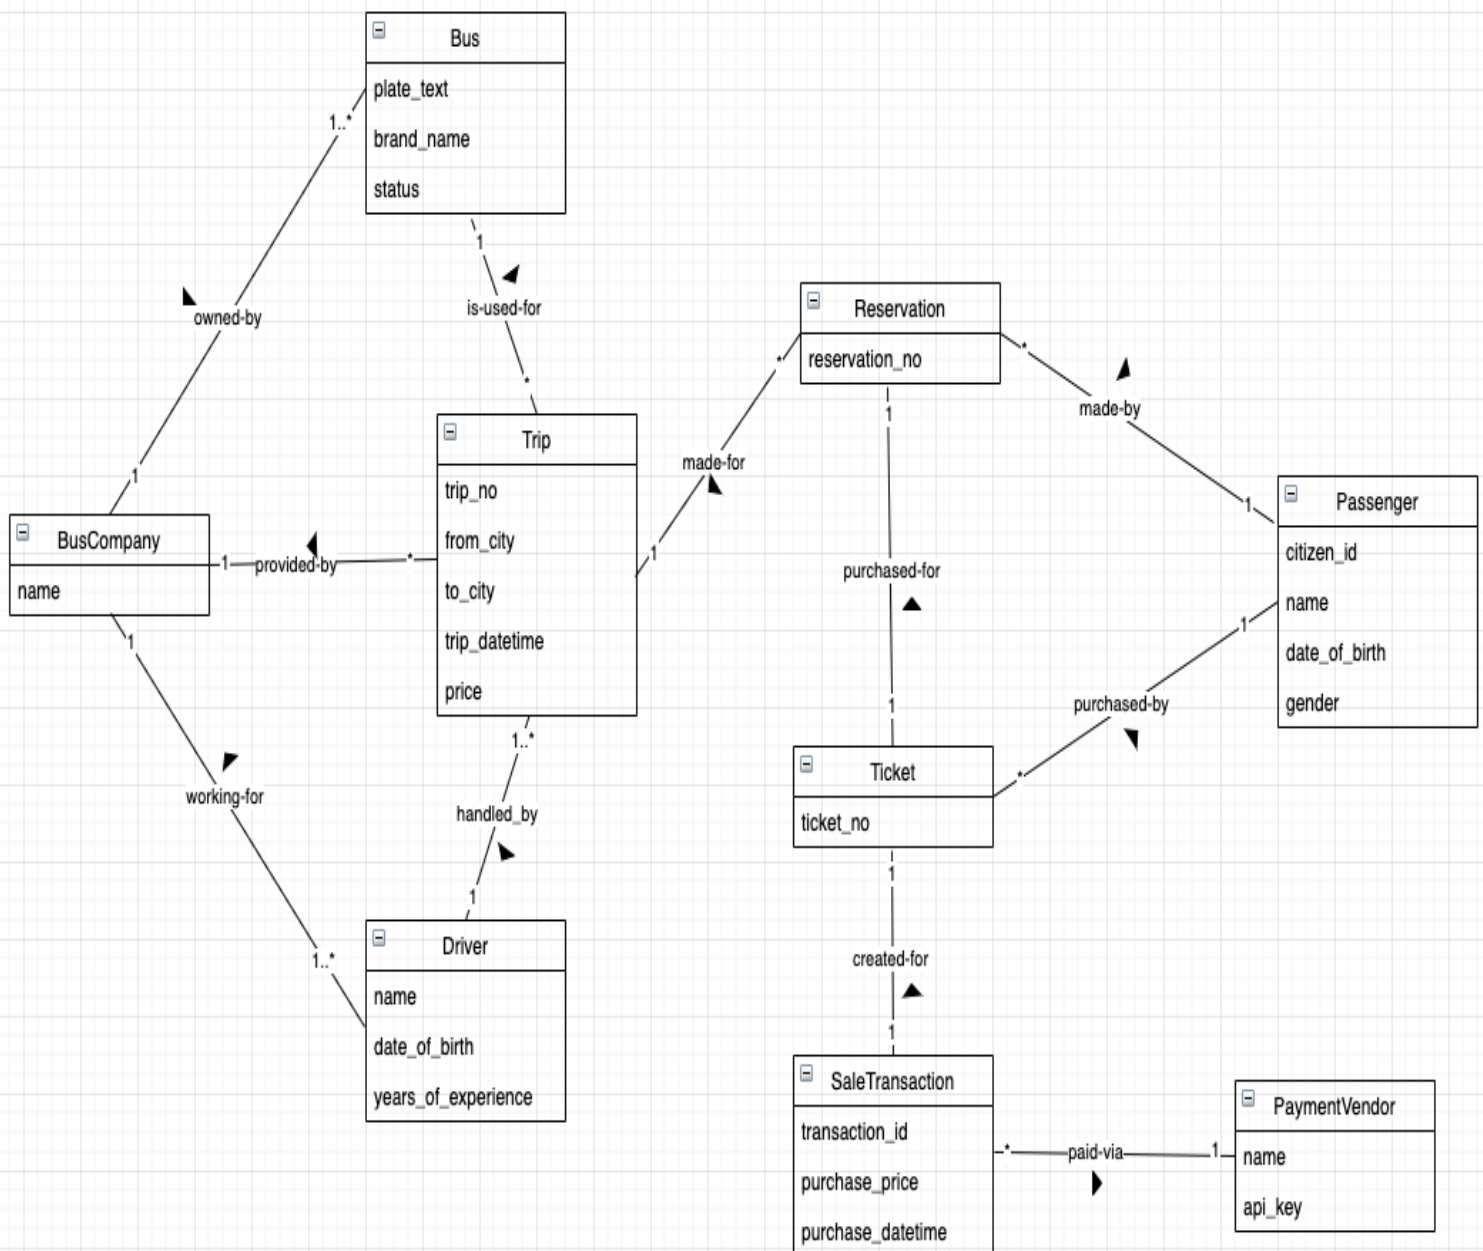 Bus
plate_text
brand_name
status
1..*
owned-by
1
1
is-used-for
*
Reservation
reservation_no
*
made-for
1
*
made-by
1
1
purchased-for
1
Trip
trip_no
from_city
to_city
trip_datetime
price
BusCompany
name
1
provided-by
*
Passenger
citizen_id
name
date_of_birth
gender
1
purchased-by
*
1
working-for
1..*
1..*
handled_by
1
Ticket
ticket_no
1
created-for
1
Driver
name
date_of_birth
years_of_experience
SaleTransaction
transaction_id
purchase_price
purchase_datetime
*
paid-via
1
PaymentVendor
name
api_key